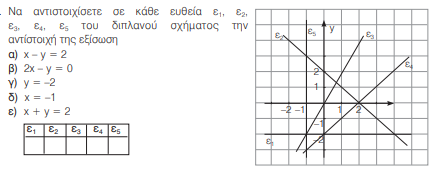 Να αντιστοιχίσετε σε κάθε ευθεία ε₁, ε₂,
ε₃, ε₄, ε₅ του διπλανού σχήματος την
αντίστοιχή της εξίσωση
α) x – y = 2
β) 2x – y = 0
γ) y = –2
δ) x = –1
ε) x + y = 2
ε₁ ε₂ ε₃ ε₄ ε₅
ε₂ ε₅ y ε₃
ε₄
2
1
–2 –1 1 2
–1
–2
ε₁